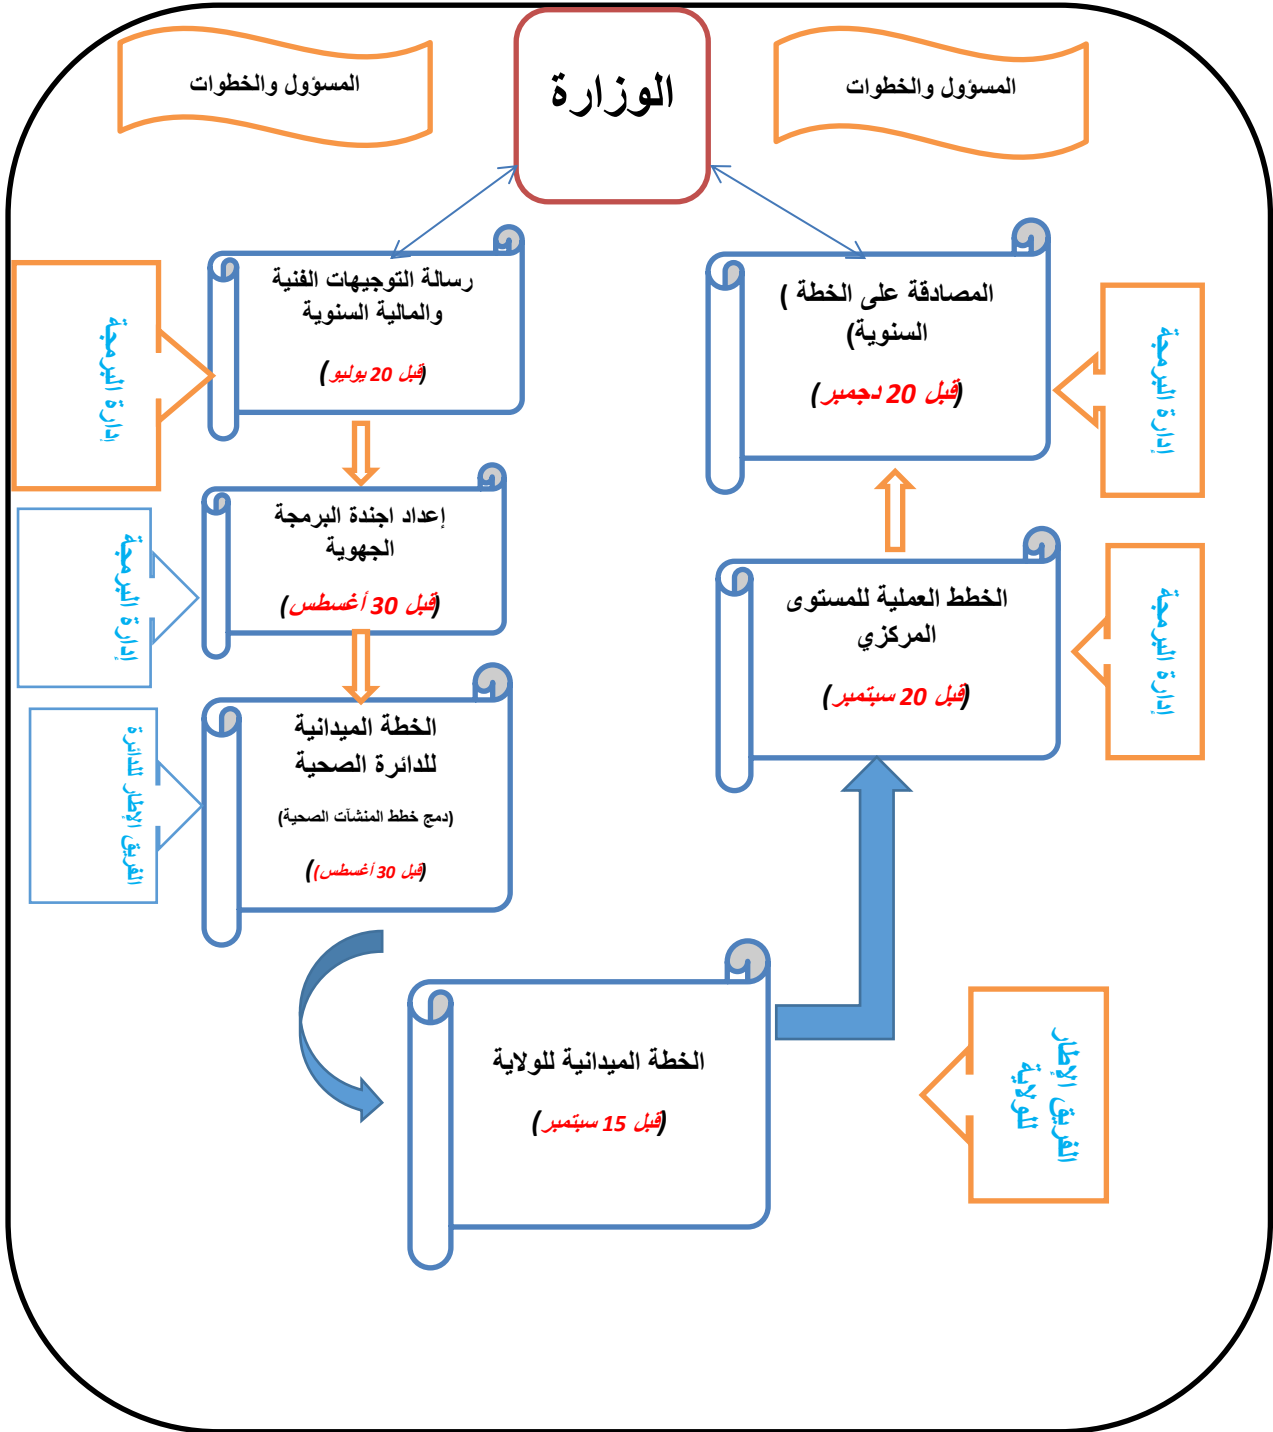 المسؤول والخطوات
الوزارة
المسؤول والخطوات
المصادقة على الخطة (
السنوية)
(قبل 20 دجمبر)
إدارة البرمجة
رسالة التوجيهات الفنية
والمالية السنوية
(قبل 20 يوليو)
إدارة البرمجة
إعداد اجندة البرمجة
الجهوية
(قبل 30 أغسطس)
إدارة البرمجة
الخطط العملية للمستوى
المركزي
(قبل 20 سبتمبر)
إدارة البرمجة
الخطة الميدانية
للدائرة الصحية
(دمج خطط المنشآت الصحية)
(قبل 30 أغسطس))
الفريق الإطار للدائرة
الخطة الميدانية للولاية
(قبل 15 سبتمبر)
الفريق الإطار
للولاية